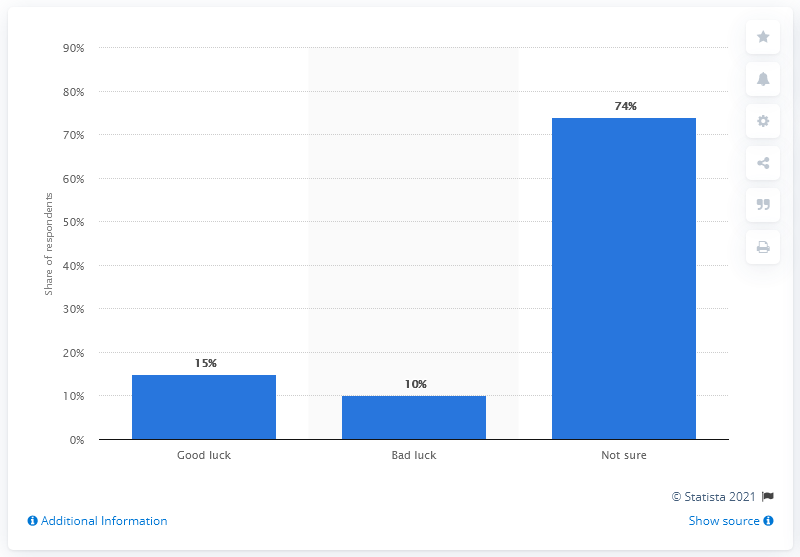 90%
80%
70%
60%
50%
40%
30%
20%
10%
0%
Share of respondents
15%
10%
74%
Good luck
Bad luck
Not sure
© Statista 2021
Additional Information
Show source